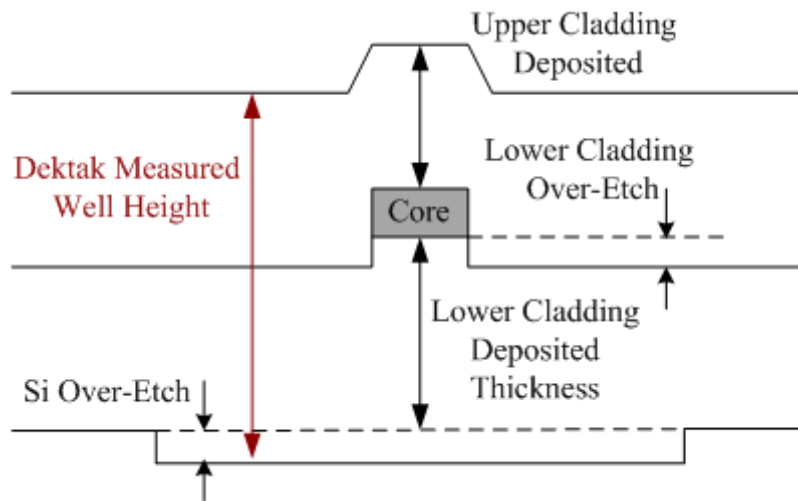 Upper Cladding
Deposited
Dektak Measured
Well Height
Lower Cladding
Over-Etch
Core
Lower Cladding
Deposited
Thickness
Si Over-Etch